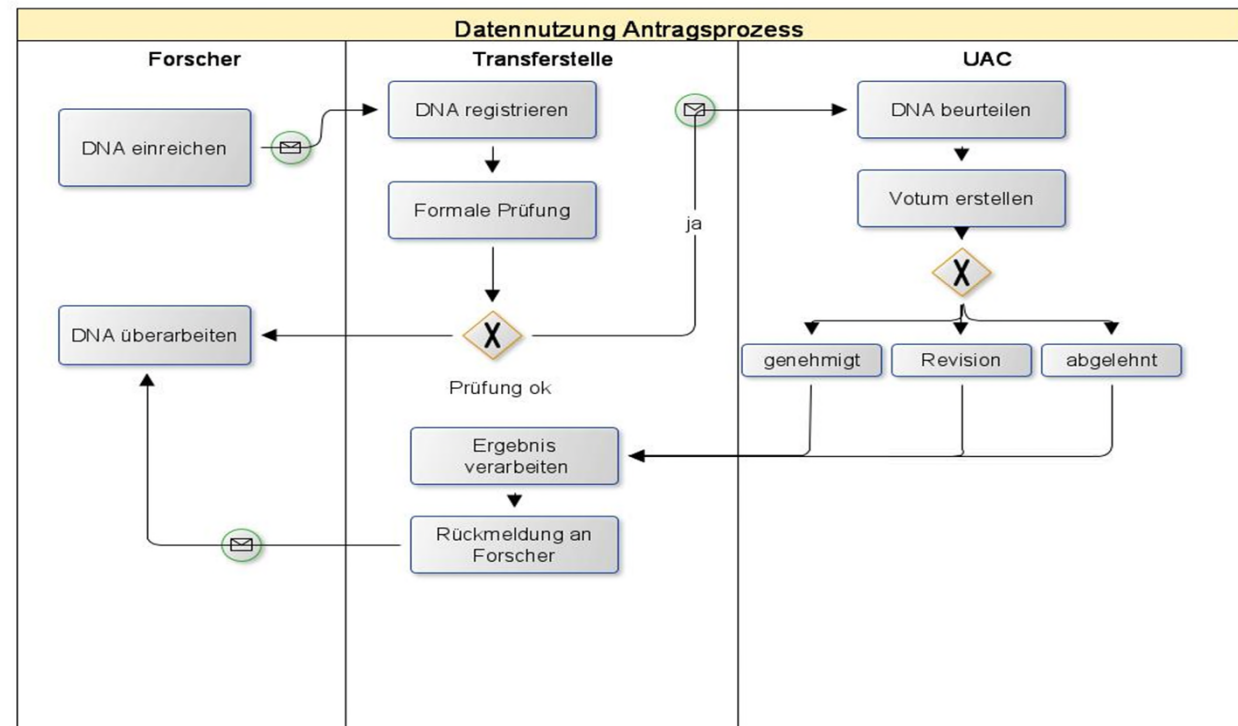 Datennutzung Antragsprozess
Forscher
Transferstelle
UAC
DNA einreichen
DNA registrieren
DNA beurteilen
Formale Prüfung
Votum erstellen
ja
DNA überarbeiten
X
X
Prüfung ok
genehmigt
Revision
abgelehnt
Ergebnis
verarbeiten
Rückmeldung an
Forscher